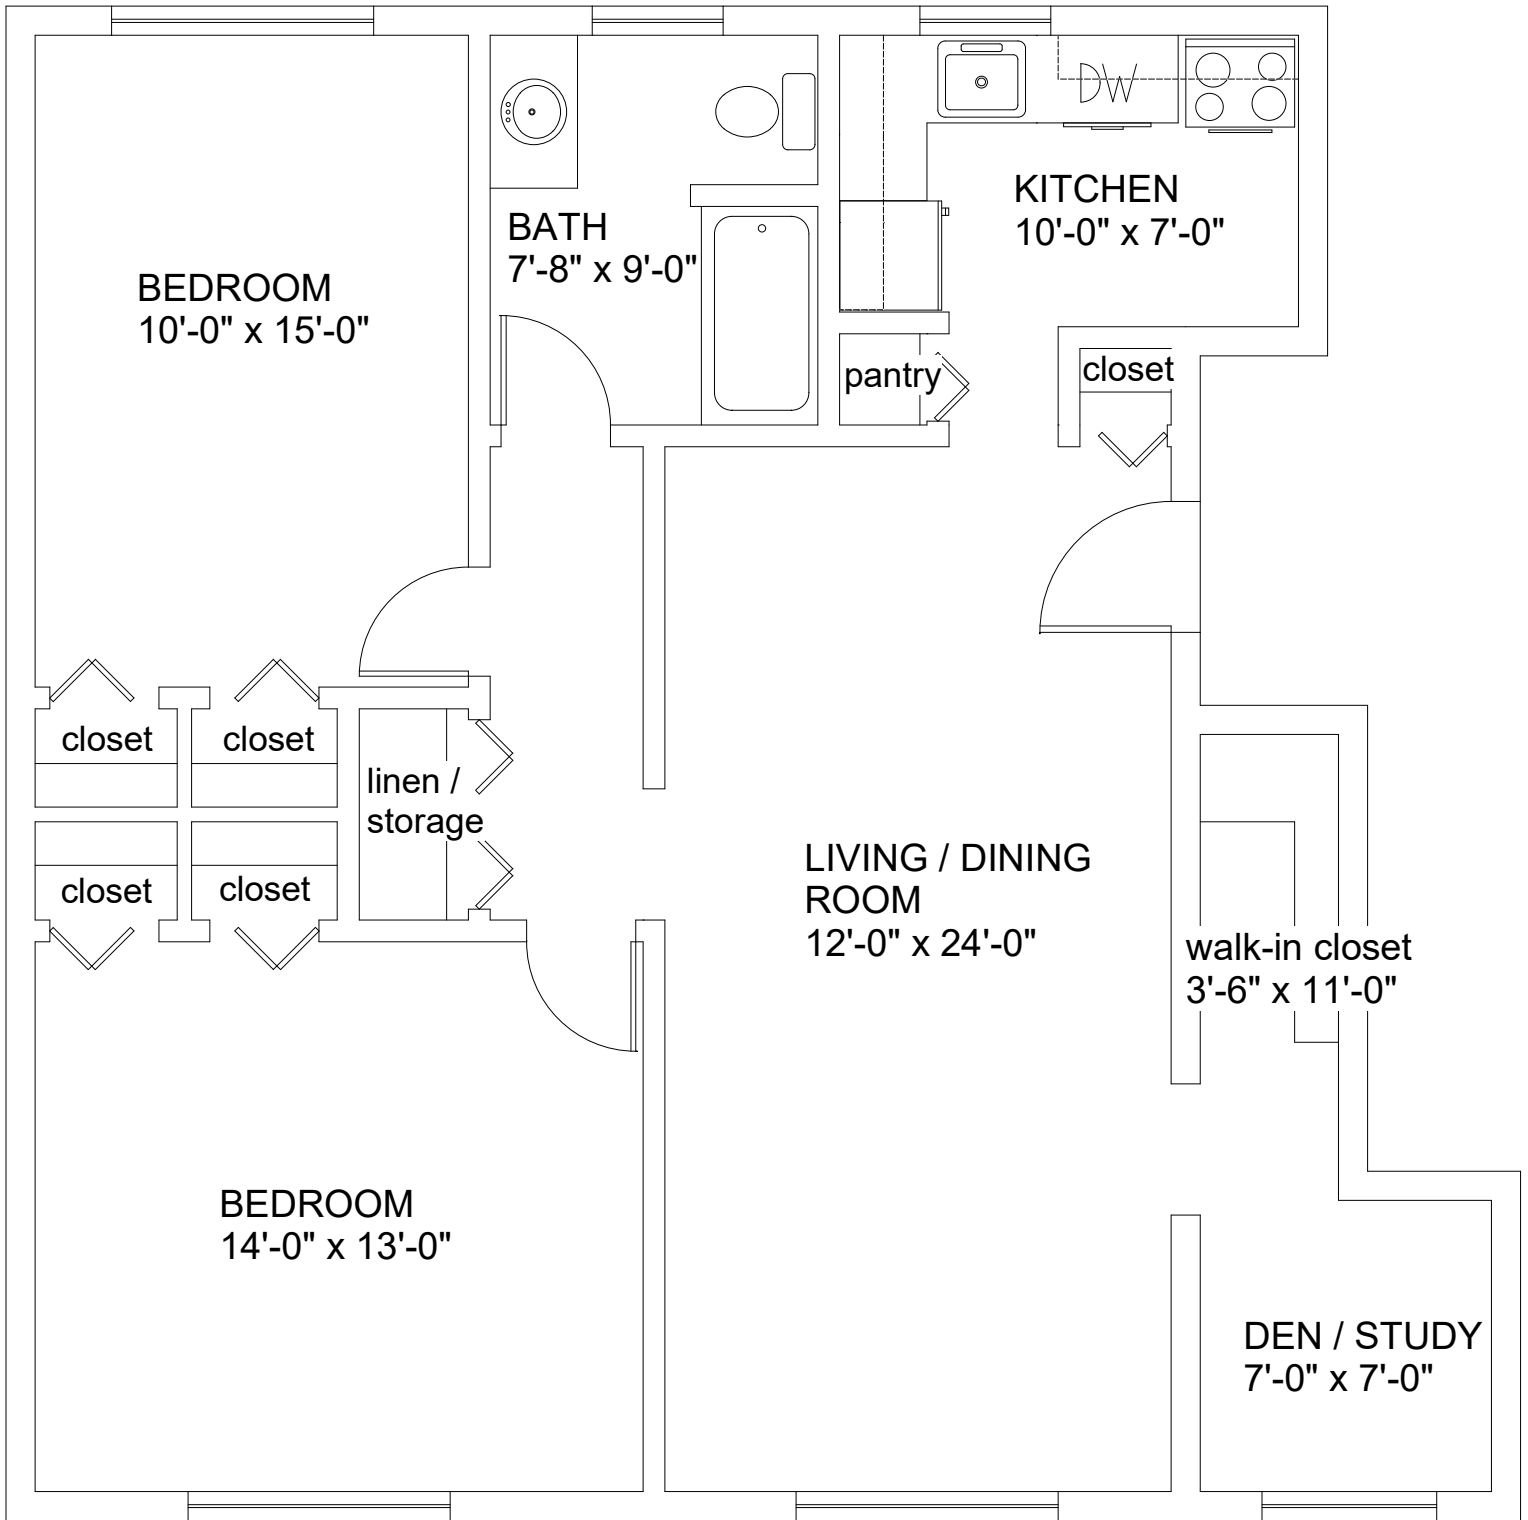 DW
KITCHEN
10'-0" x 7'-0"
BATH
7'-8" x 9'-0"
BEDROOM
10'-0" x 15'-0"
pantry
closet
closet
closet
linen /
storage
closet
closet
LIVING / DINING
ROOM
12'-0" x 24'-0"
walk-in closet
3'-6" x 11'-0"
BEDROOM
14'-0" x 13'-0"
DEN / STUDY
7'-0" x 7'-0"